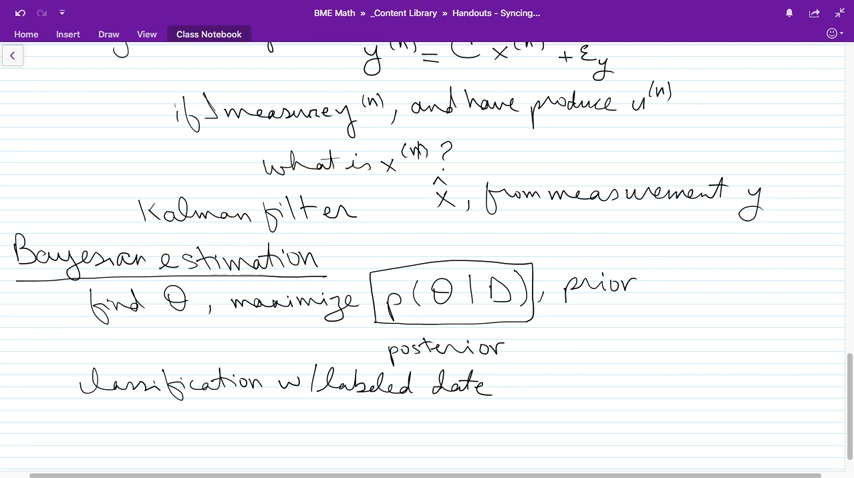 BME Math » _Content Library » Handouts - Syncing...
Home Insert Draw View Class Notebook
y^(n) = C x^(n) + ε_y
if I measure y^(n), and have produce u^(n)
what is x^(n) ?
Kalman filter x̂, from measurement y
Bayesian estimation
find θ, maximize p(θ | D), prior
posterior
classification w/labeled date